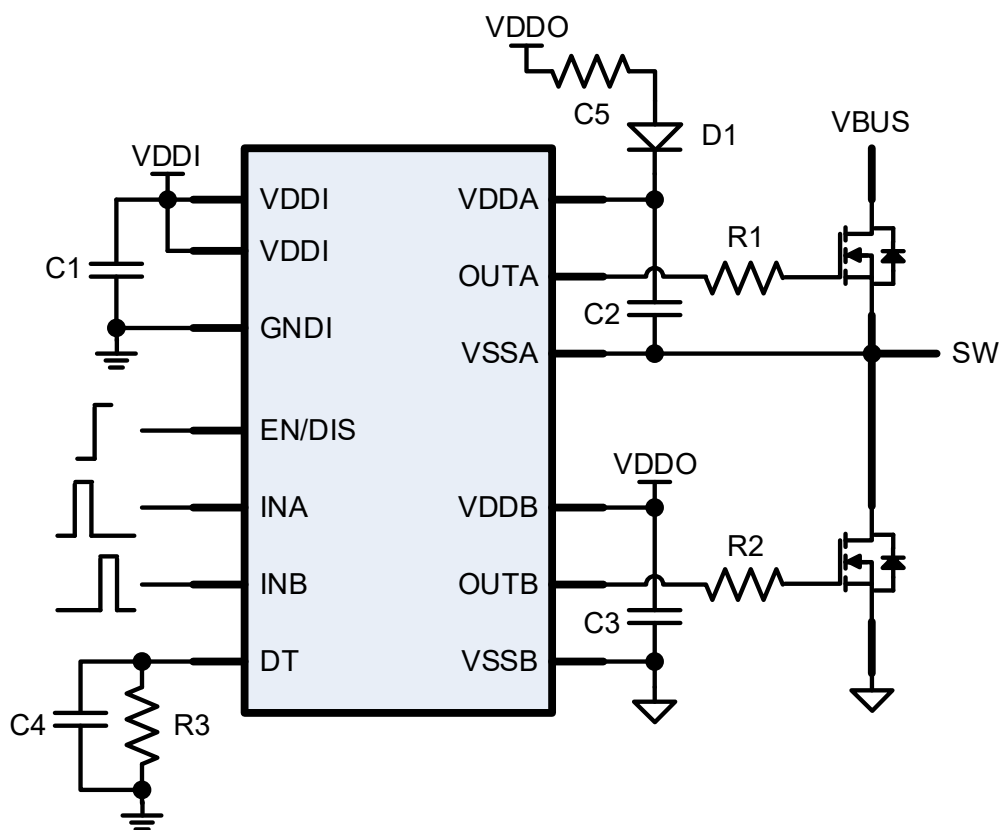 VDDO
C5
D1
VBUS
VDDI
VDDI
VDDA
VDDI
R1
C1
OUTA
C2
GNDI
VSSA
SW
EN/DIS
VDDO
INA
VDDB
R2
INB
OUTB
C3
DT
VSSB
C4
R3